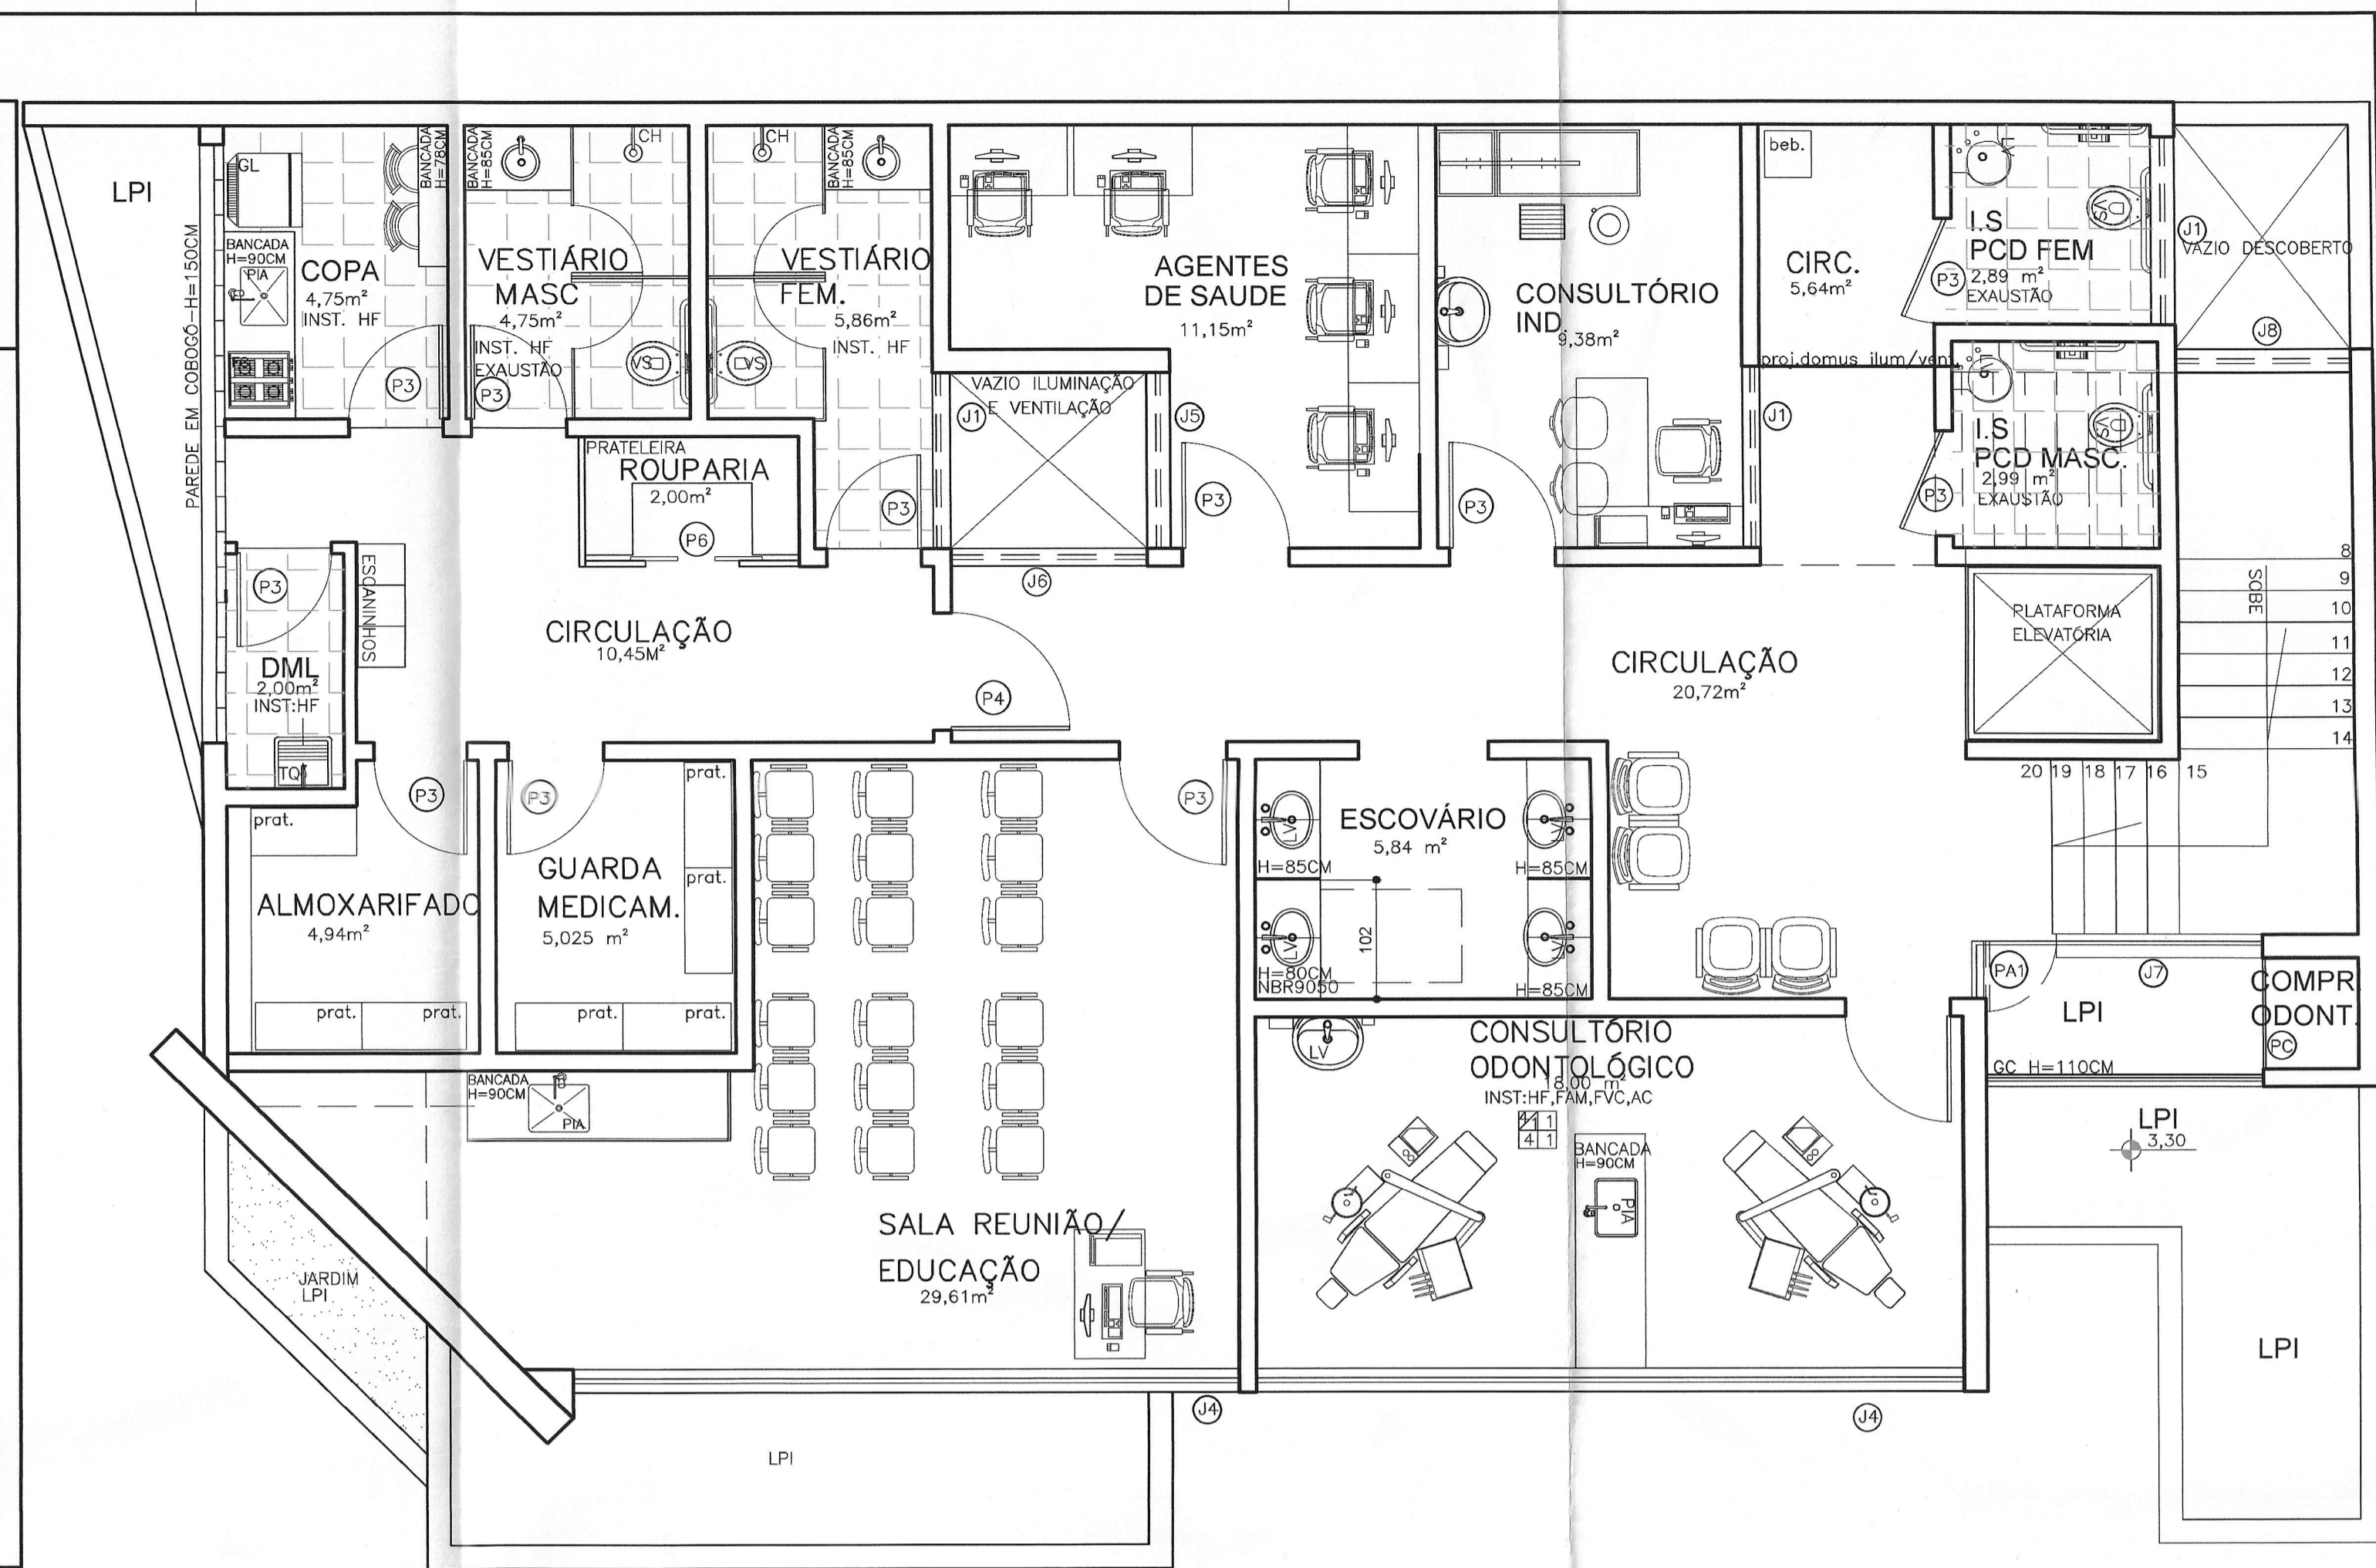 LPI
PAREDE EM COBOGÓ-H=150CM
GL
BANCADA
H=90CM
PIA
COPA
4,75m²
INST. HF
BANCADA
H=78CM
P3
BANCADA
H=85CM
CH
VESTIÁRIO
MASC
4,75m²
INST. HF
EXAUSTÃO
P3
VS
CH
BANCADA
H=85CM
VESTIÁRIO
FEM.
5,86m²
INST. HF
VS
P3
PRATELEIRA
ROUPARIA
2,00m²
P6
VAZIO ILUMINAÇÃO
E VENTILAÇÃO
J1
J5
J6
AGENTES
DE SAUDE
11,15m²
P3
CONSULTÓRIO
IND.
9,38m²
P3
J1
beb.
CIRC.
5,64m²
proj.domus ilum/vent.
LV
I.S
PCD FEM
2,89 m²
EXAUSTÃO
P3
VS
J1
VAZIO DESCOBERTO
J8
LV
I.S
PCD MASC.
2,99 m²
EXAUSTÃO
P3
VS
P3
ESCANINHOS
DML
2,00m²
INST:HF
TQ
CIRCULAÇÃO
10,45M²
P4
CIRCULAÇÃO
20,72m²
PLATAFORMA
ELEVATÓRIA
SOBE
8
9
10
11
12
13
14
20 19 18 17 16 15
P3
prat.
ALMOXARIFADO
4,94m²
prat.
prat.
P3
prat.
prat.
GUARDA
MEDICAM.
5,025 m²
prat.
prat.
P3
LV
H=85CM
ESCOVÁRIO
5,84 m²
LV
H=85CM
LV
H=80CM
NBR9050
102
LV
H=85CM
PA1
J7
LPI
GC H=110CM
COMPR
ODONT.
PC
BANCADA
H=90CM
PIA
SALA REUNIÃO/
EDUCAÇÃO
29,61m²
LV
CONSULTÓRIO
ODONTOLÓGICO
18,00 m²
INST:HF,FAM,FVC,AC
1
4 1
BANCADA
H=90CM
PIA
LPI
3,30
JARDIM
LPI
J4
J4
LPI
LPI